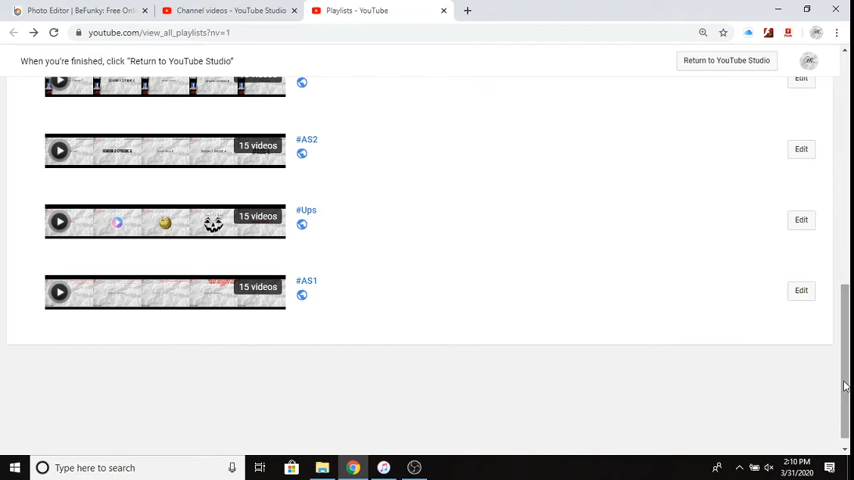 Photo Editor | BeFunky: Free Onli
Channel videos - YouTube Studio
Playlists - YouTube
youtube.com/view_all_playlists?nv=1
When you're finished, click "Return to YouTube Studio"
Return to YouTube Studio
Edit
#AS2
15 videos
Edit
#Ups
15 videos
Edit
#AS1
15 videos
Edit
Type here to search
2:10 PM
3/31/2020